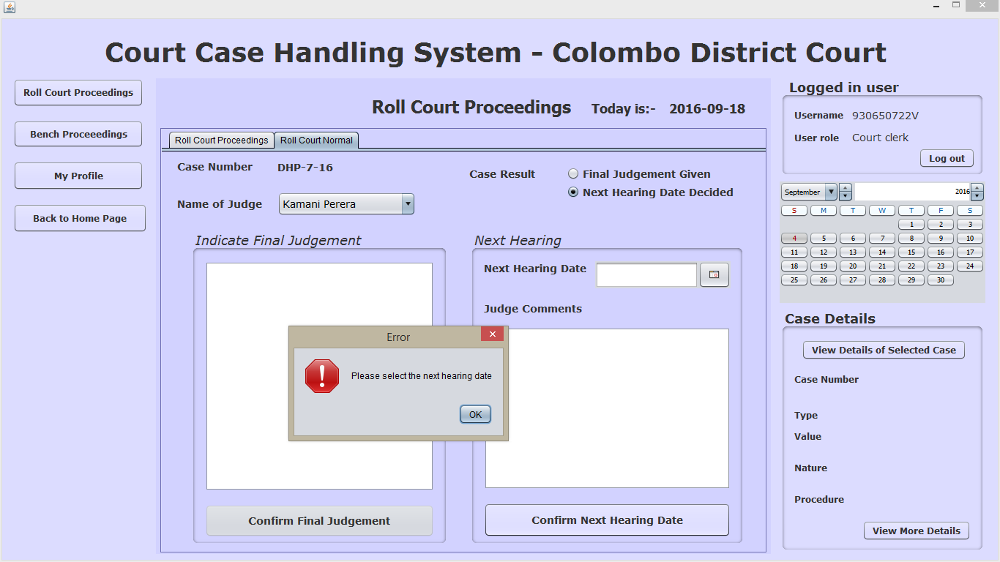 Court Case Handling System - Colombo District Court
Roll Court Proceedings
Bench Proceeedings
My Profile
Back to Home Page
Roll Court Proceedings Today is:- 2016-09-18
Roll Court Proceedings Roll Court Normal
Case Number DHP-7-16
Name of Judge Kamani Perera
Case Result
Final Judgement Given
Next Hearing Date Decided
Indicate Final Judgement
Confirm Final Judgement
Next Hearing
Next Hearing Date
Judge Comments
Confirm Next Hearing Date
Error
Please select the next hearing date
OK
Logged in user
Username 930650722V
User role Court clerk
Log out
September 2016
S M T W T F S
1 2 3
4 5 6 7 8 9 10
11 12 13 14 15 16 17
18 19 20 21 22 23 24
25 26 27 28 29 30
Case Details
View Details of Selected Case
Case Number
Type
Value
Nature
Procedure
View More Details